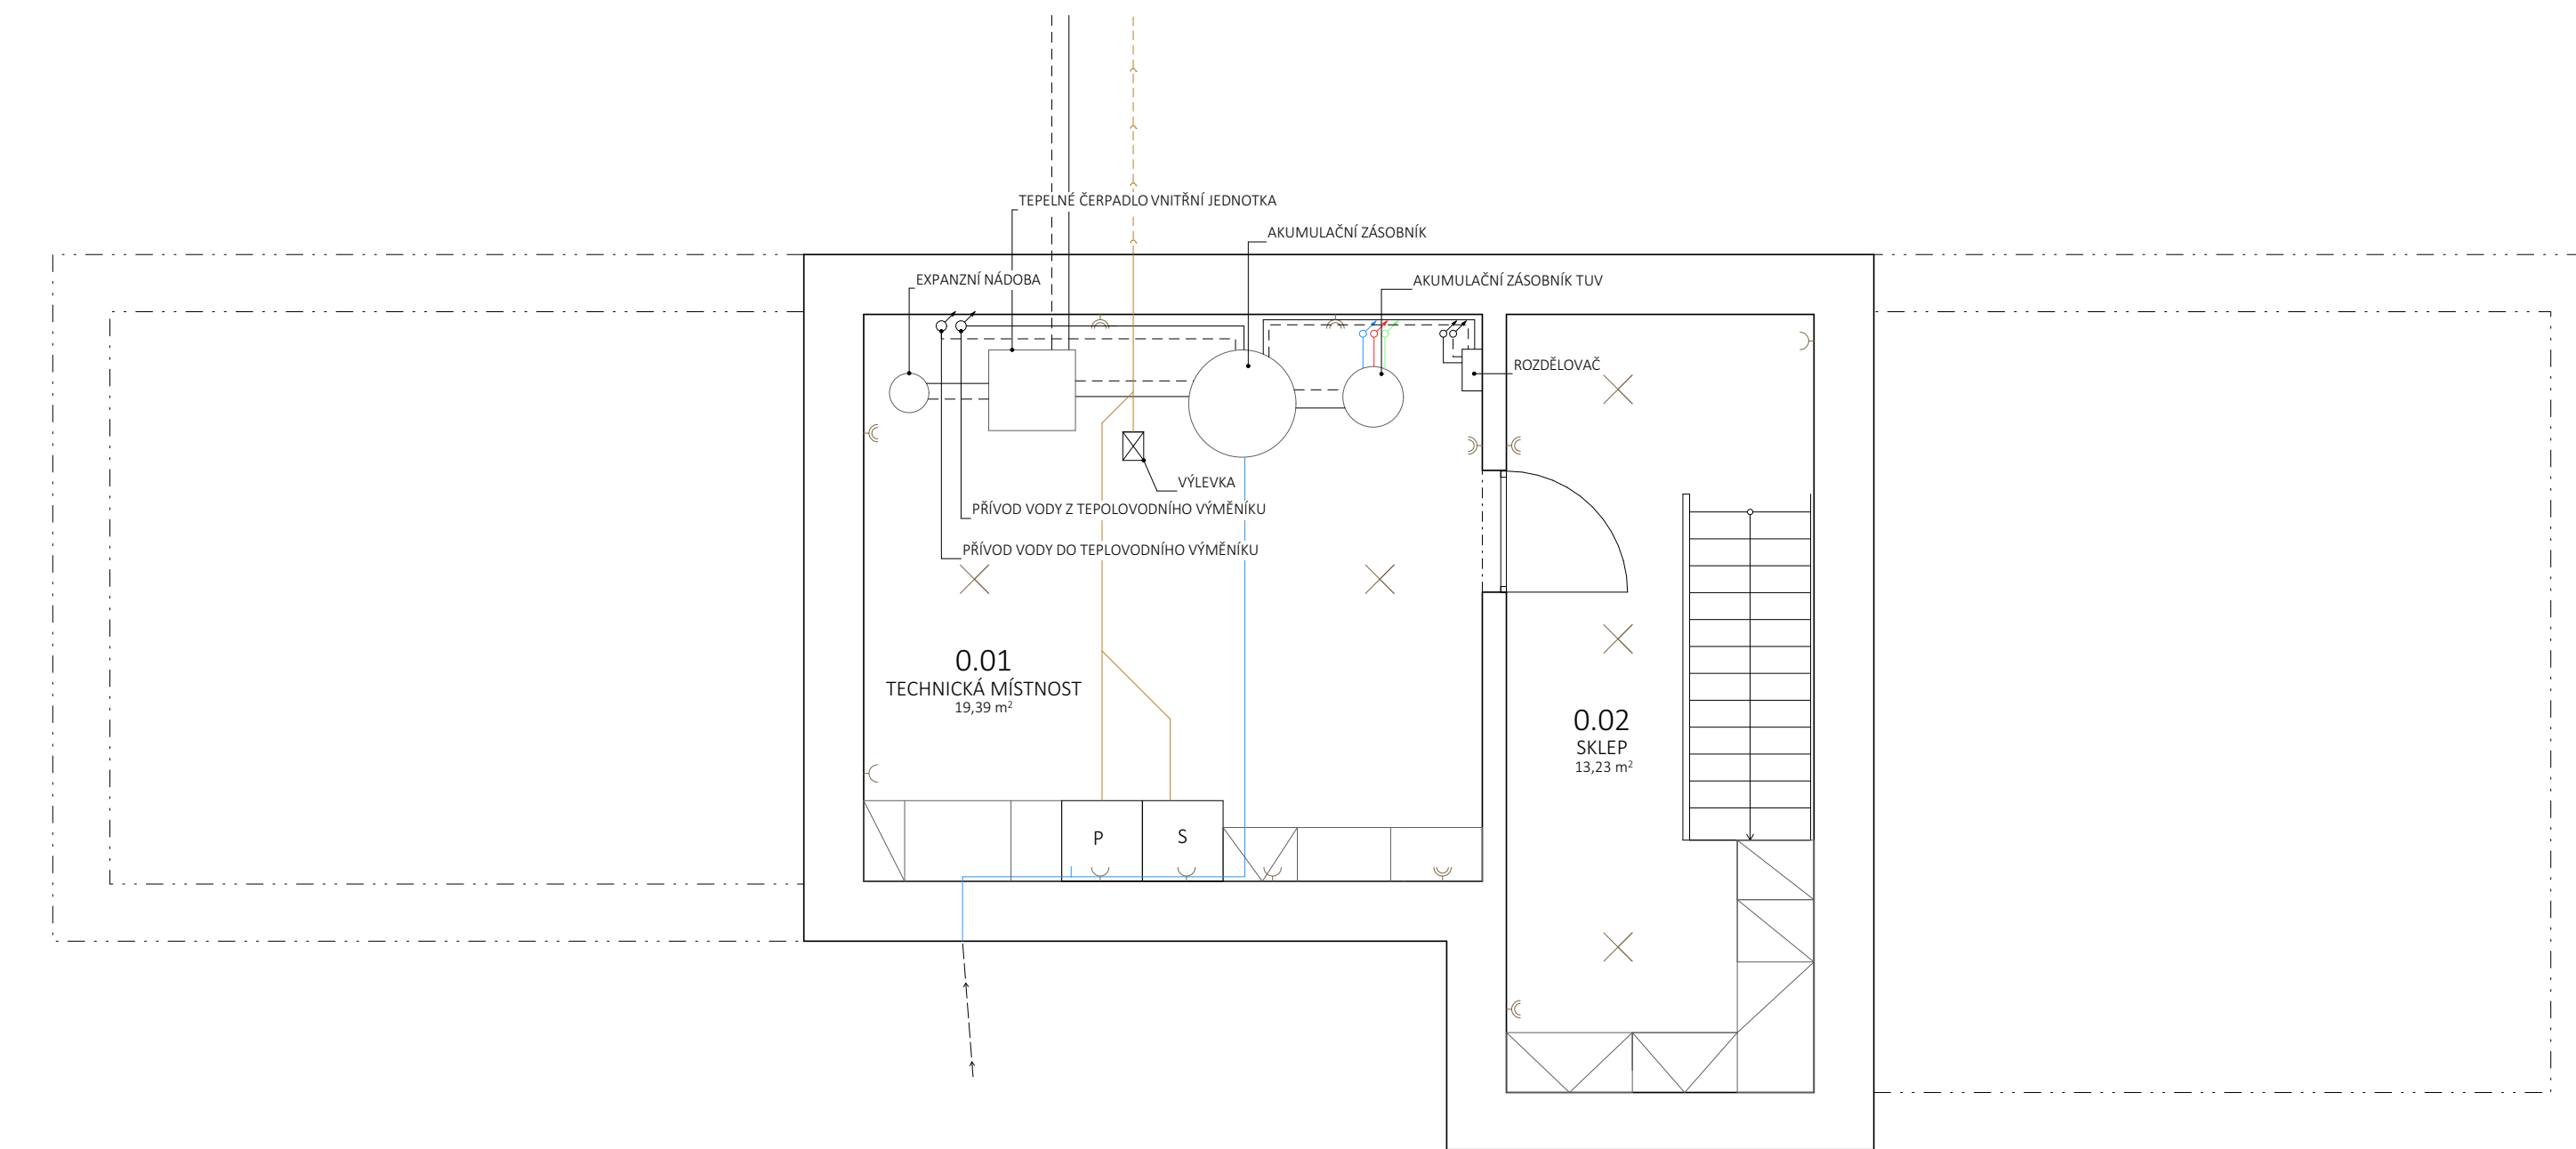 TEPELNÉ ČERPADLO VNITŘNÍ JEDNOTKA
AKUMULAČNÍ ZÁSOBNÍK
EXPANZNÍ NÁDOBA
AKUMULAČNÍ ZÁSOBNÍK TUV
ROZDĚLOVAČ
VÝLEVKA
PŘÍVOD VODY Z TEPOLOVODNÍHO VÝMĚNÍKU
PŘÍVOD VODY DO TEPLOVODNÍHO VÝMĚNÍKU
0.01
TECHNICKÁ MÍSTNOST
19,39 m²
0.02
SKLEP
13,23 m²
P
S